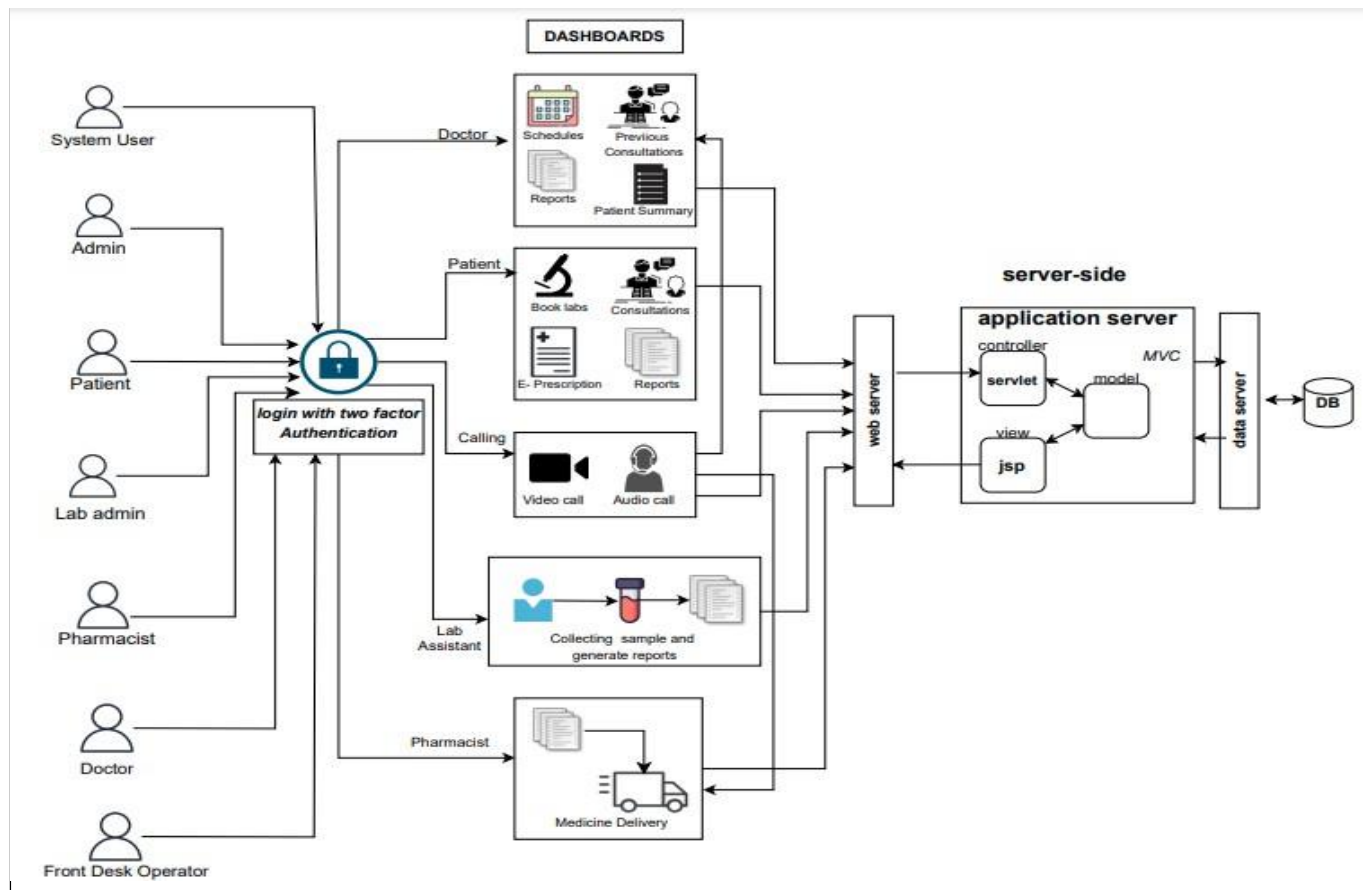 DASHBOARDS
System User
Admin
Patient
Lab admin
Pharmacist
Doctor
Front Desk Operator
login with two factor
Authentication
Doctor
Schedules
Previious
Consultations
Reports
Patient Summary
Patient
Book labs
Consultations
E- Prescription
Reports
Calling
Video call
Audio call
Lab
Assistant
Collecting sample and
generate reports
Pharmacist
Medicine Delivery
web server
server-side
application server
controller
MVC
servlet
model
view
jsp
data server
DB